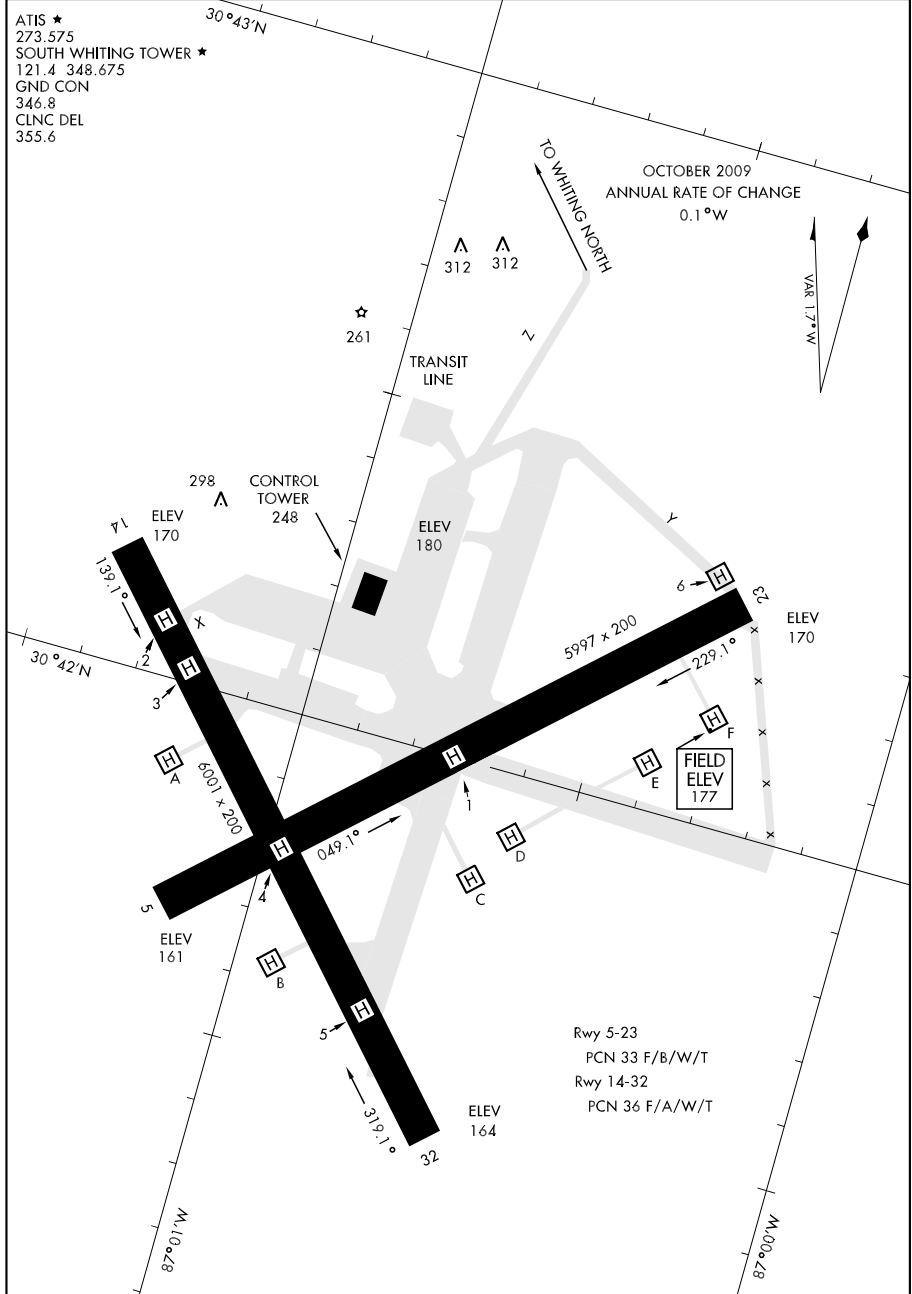 ATIS ★
273.575
SOUTH WHITING TOWER ★
121.4 348.675
GND CON
346.8
CLNC DEL
355.6
30°43'N
TO WHITING NORTH
OCTOBER 2009
ANNUAL RATE OF CHANGE
0.1°W
VAR 1.7°W
312
312
261
Z
TRANSIT
LINE
298
CONTROL
TOWER
248
14
ELEV
170
ELEV
180
Y
139.1°
H
X
2
H
3
6
H
23
ELEV
170
5997 x 200
229.1°
30°42'N
H
A
6001 x 200
H
1
H
F
H
E
FIELD
ELEV
177
x
x
x
x
x
H
4
049.1°
H
D
H
C
5
ELEV
161
H
B
H
5
319.1°
ELEV
164
32
Rwy 5-23
PCN 33 F/B/W/T
Rwy 14-32
PCN 36 F/A/W/T
87°01'W
87°00'W